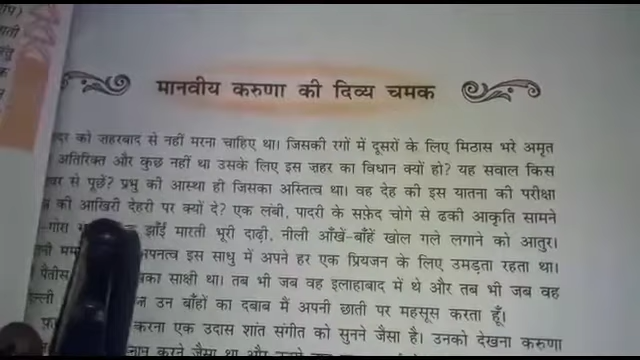 मानवीय करुणा की दिव्य चमक
को ज़हरबाद से नहीं मरना चाहिए था। जिसकी रगों में दूसरों के लिए मिठास भरे अमृत
अतिरिक्त और कुछ नहीं था उसके लिए इस ज़हर का विधान क्यों हो? यह सवाल किस
से पूछें? प्रभु की आस्था ही जिसका अस्तित्व था। वह देह की इस यातना की परीक्षा
की आखिरी देहरी पर क्यों दे? एक लंबी, पादरी के सफ़ेद चोगे से ढकी आकृति सामने
गोरा झाँईं मारती भूरी दाढ़ी, नीली आँखें-बाँहें खोल गले लगाने को आतुर।
अपनत्व इस साधु में अपने हर एक प्रियजन के लिए उमड़ता रहता था।
पैंतीस साक्षी था। तब भी जब वह इलाहाबाद में थे और तब भी जब वह
उन बाँहों का दबाव मैं अपनी छाती पर महसूस करता हूँ।
करना एक उदास शांत संगीत को सुनने जैसा है। उनको देखना करुणा
करने जैसा था और